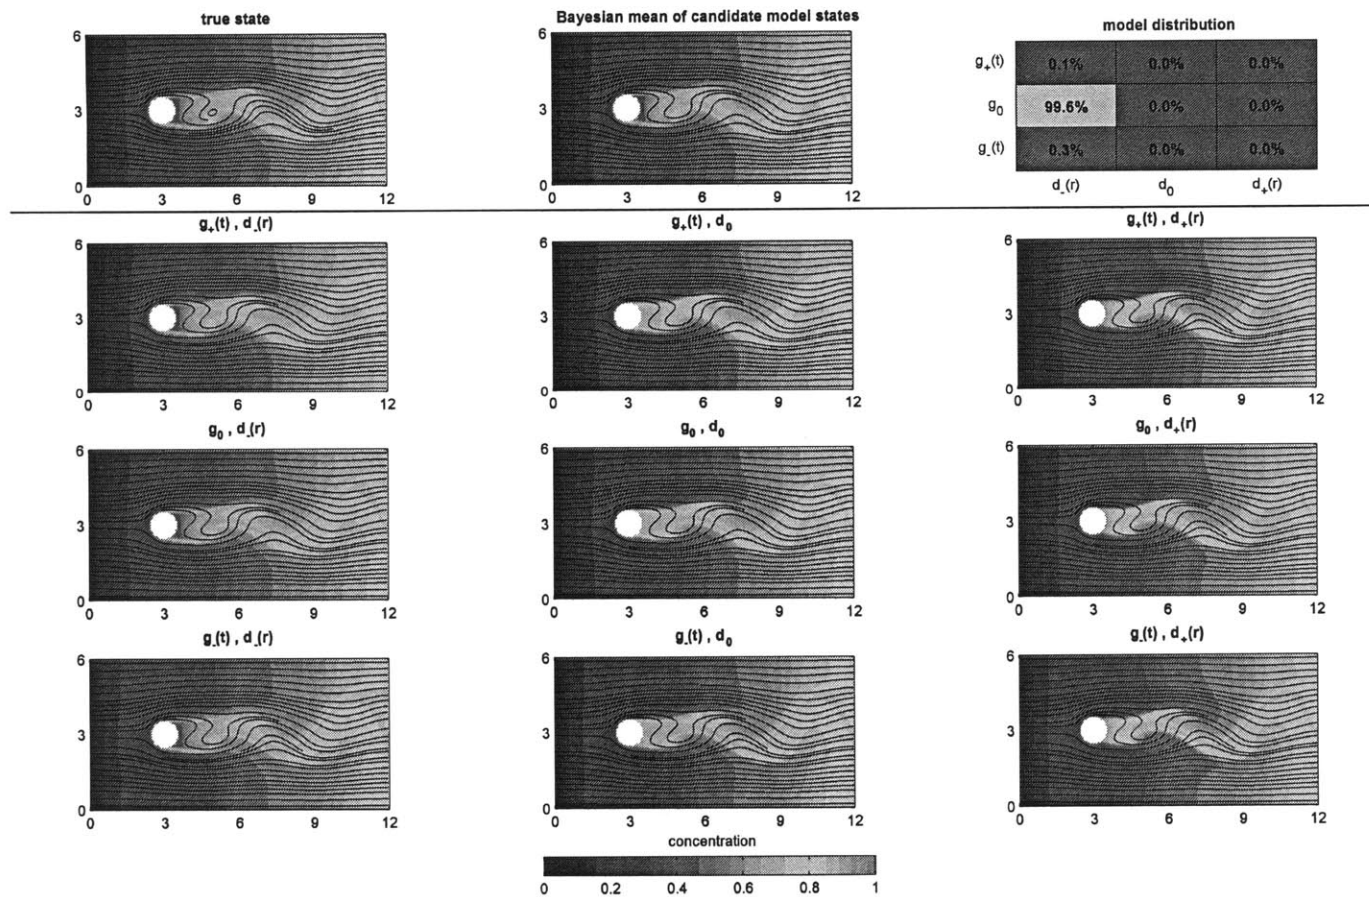 true state
Bayesian mean of candidate model states
model distribution
6
3
0
0 3 6 9 12
6
3
0
0 3 6 9 12
g+(t) 0.1% 0.0% 0.0%
g0 99.6% 0.0% 0.0%
g-(t) 0.3% 0.0% 0.0%
d-(r) d0 d+(r)
g+(t) , d-(r)
6
3
0
0 3 6 9 12
g+(t) , d0
6
3
0
0 3 6 9 12
g+(t) , d+(r)
6
3
0
0 3 6 9 12
g0 , d-(r)
6
3
0
0 3 6 9 12
g0 , d0
6
3
0
0 3 6 9 12
g0 , d+(r)
6
3
0
0 3 6 9 12
g-(t) , d-(r)
6
3
0
0 3 6 9 12
g-(t) , d0
6
3
0
0 3 6 9 12
g-(t) , d+(r)
6
3
0
0 3 6 9 12
concentration
0 0.2 0.4 0.6 0.8 1